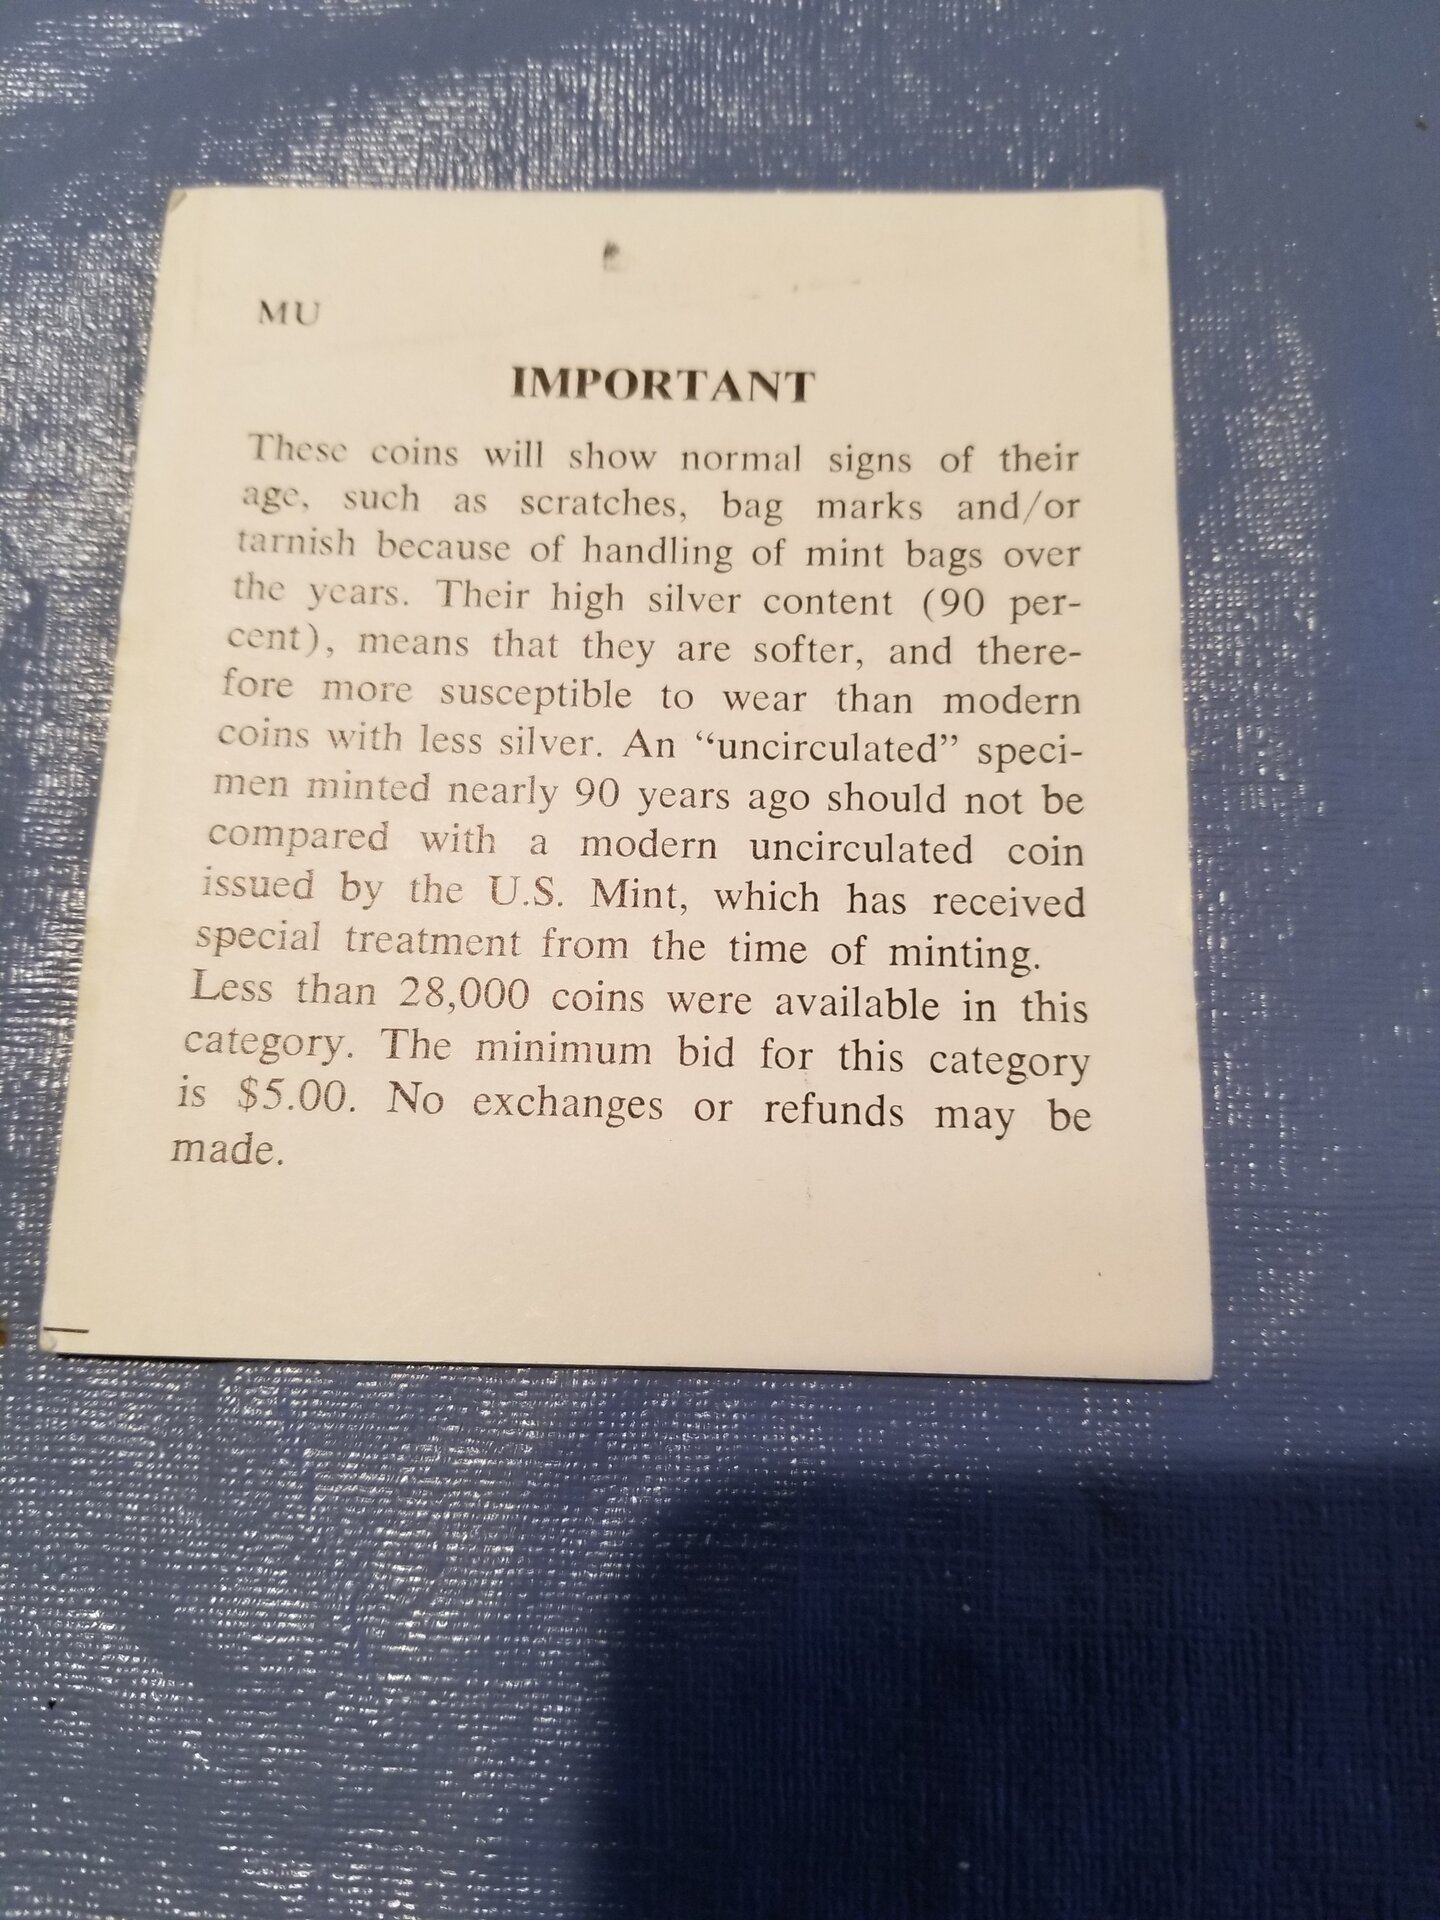 MU
IMPORTANT
These coins will show normal signs of their
age, such as scratches, bag marks and/or
tarnish because of handling of mint bags over
the years. Their high silver content (90 per-
cent), means that they are softer, and there-
fore more susceptible to wear than modern
coins with less silver. An “uncirculated” speci-
men minted nearly 90 years ago should not be
compared with a modern uncirculated coin
issued by the U.S. Mint, which has received
special treatment from the time of minting.
Less than 28,000 coins were available in this
category. The minimum bid for this category
is $5.00. No exchanges or refunds may be
made.